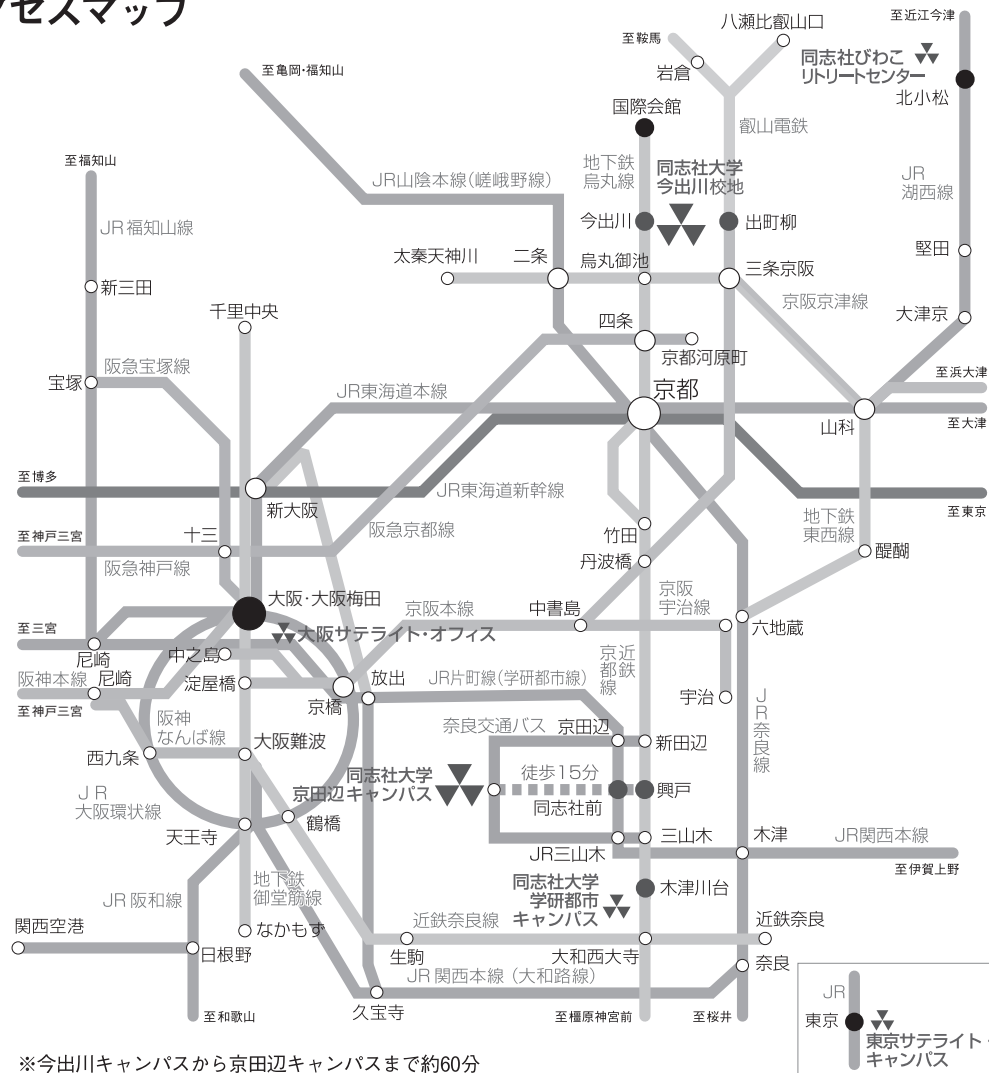 セスマップ
八瀬比叡山口
至近江今津
至鞍馬
岩倉
同志社びわこ
リトリートセンター
北小松
至亀岡・福知山
国際会館
叡山電鉄
地下鉄
烏丸線
同志社大学
今出川校地
至福知山
JR山陰本線(嵯峨野線)
JR
湖西線
今出川
出町柳
JR福知山線
太秦天神川
二条
烏丸御池
三条京阪
堅田
新三田
京阪京津線
大津京
千里中央
四条
京都河原町
阪急宝塚線
宝塚
JR東海道本線
京都
至浜大津
山科
至大津
至博多
新大阪
JR東海道新幹線
至東京
至神戸三宮
十三
阪急京都線
竹田
地下鉄
東西線
阪急神戸線
丹波橋
醍醐
大阪・大阪梅田
京阪本線
中書島
京阪
宇治線
至三宮
大阪サテライト・オフィス
六地蔵
尼崎
中之島
近鉄
京都線
阪神本線
尼崎
淀屋橋
放出
JR片町線(学研都市線)
宇治
至神戸三宮
京橋
JR奈良線
阪神
なんば線
奈良交通バス
京田辺
新田辺
西九条
大阪難波
同志社大学
京田辺キャンパス
徒歩15分
興戸
同志社前
JR
大阪環状線
天王寺
鶴橋
三山木
木津
JR関西本線
JR三山木
至伊賀上野
地下鉄
御堂筋線
同志社大学
学研都市
キャンパス
木津川台
JR阪和線
関西空港
なかもず
近鉄奈良線
近鉄奈良
日根野
生駒
大和西大寺
奈良
JR関西本線(大和路線)
JR
久宝寺
至和歌山
至橿原神宮前
至桜井
東京
東京サテライト・
キャンパス
※今出川キャンパスから京田辺キャンパスまで約60分